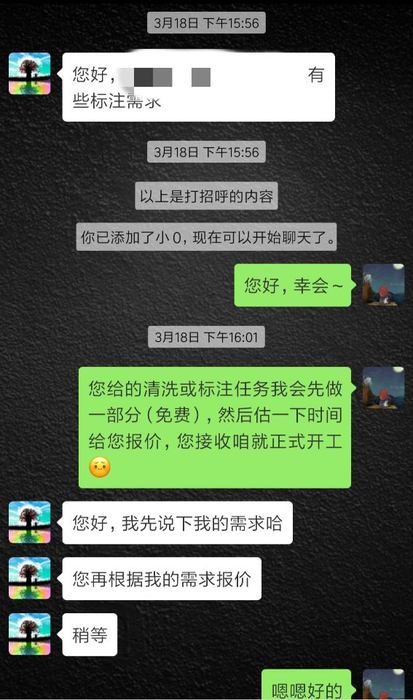 3月18日 下午15:56
您好, 有
些标注需求
3月18日 下午15:56
以上是打招呼的内容
你已添加了小0,现在可以开始聊天了。
您好,幸会～
3月18日 下午16:01
您给的清洗或标注任务我会先做
一部分(免费),然后估一下时间
给您报价,您接收咱就正式开工
您好,我先说下我的需求哈
您再根据我的需求报价
稍等
嗯嗯好的